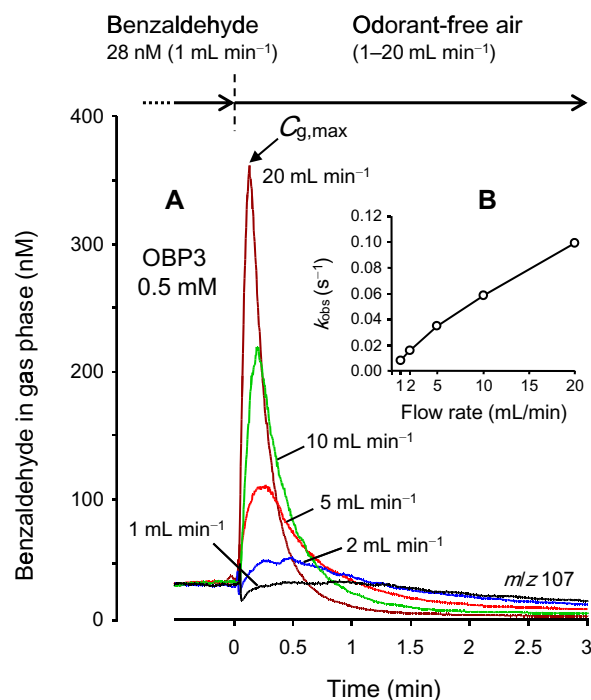 Benzaldehyde
28 nM (1 mL min⁻¹)
Odorant-free air
(1–20 mL min⁻¹)
Benzaldehyde in gas phase (nM)
400
300
200
100
0
Cg,max
20 mL min⁻¹
A
OBP3
0.5 mM
B
kobs (s⁻¹)
0.12
0.10
0.08
0.06
0.04
0.02
0.00
1 2 5 10 20
Flow rate (mL/min)
10 mL min⁻¹
5 mL min⁻¹
1 mL min⁻¹
2 mL min⁻¹
m/z 107
0 0.5 1 1.5 2 2.5 3
Time (min)